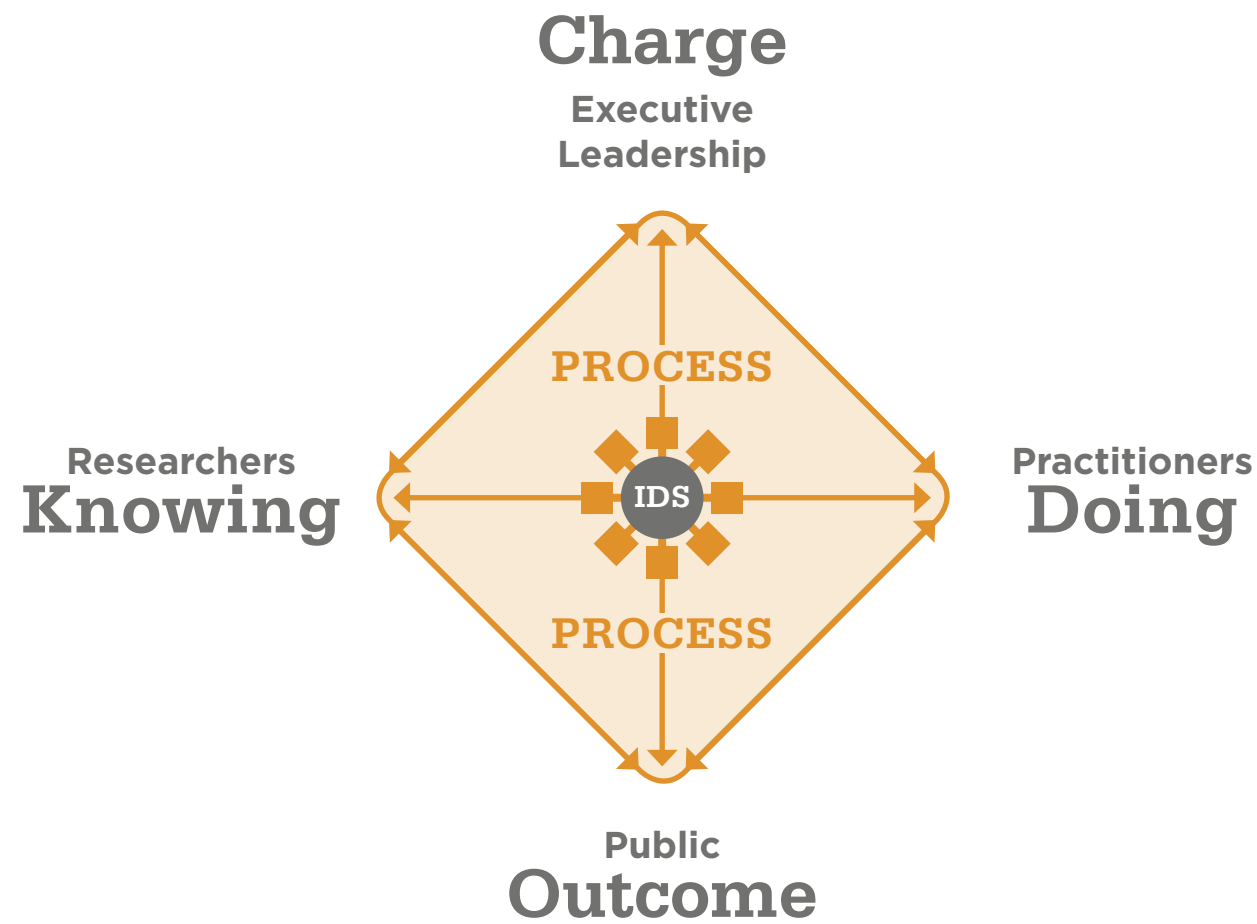 Charge
Executive
Leadership
PROCESS
Researchers
Knowing
IDS
Practitioners
Doing
PROCESS
Public
Outcome